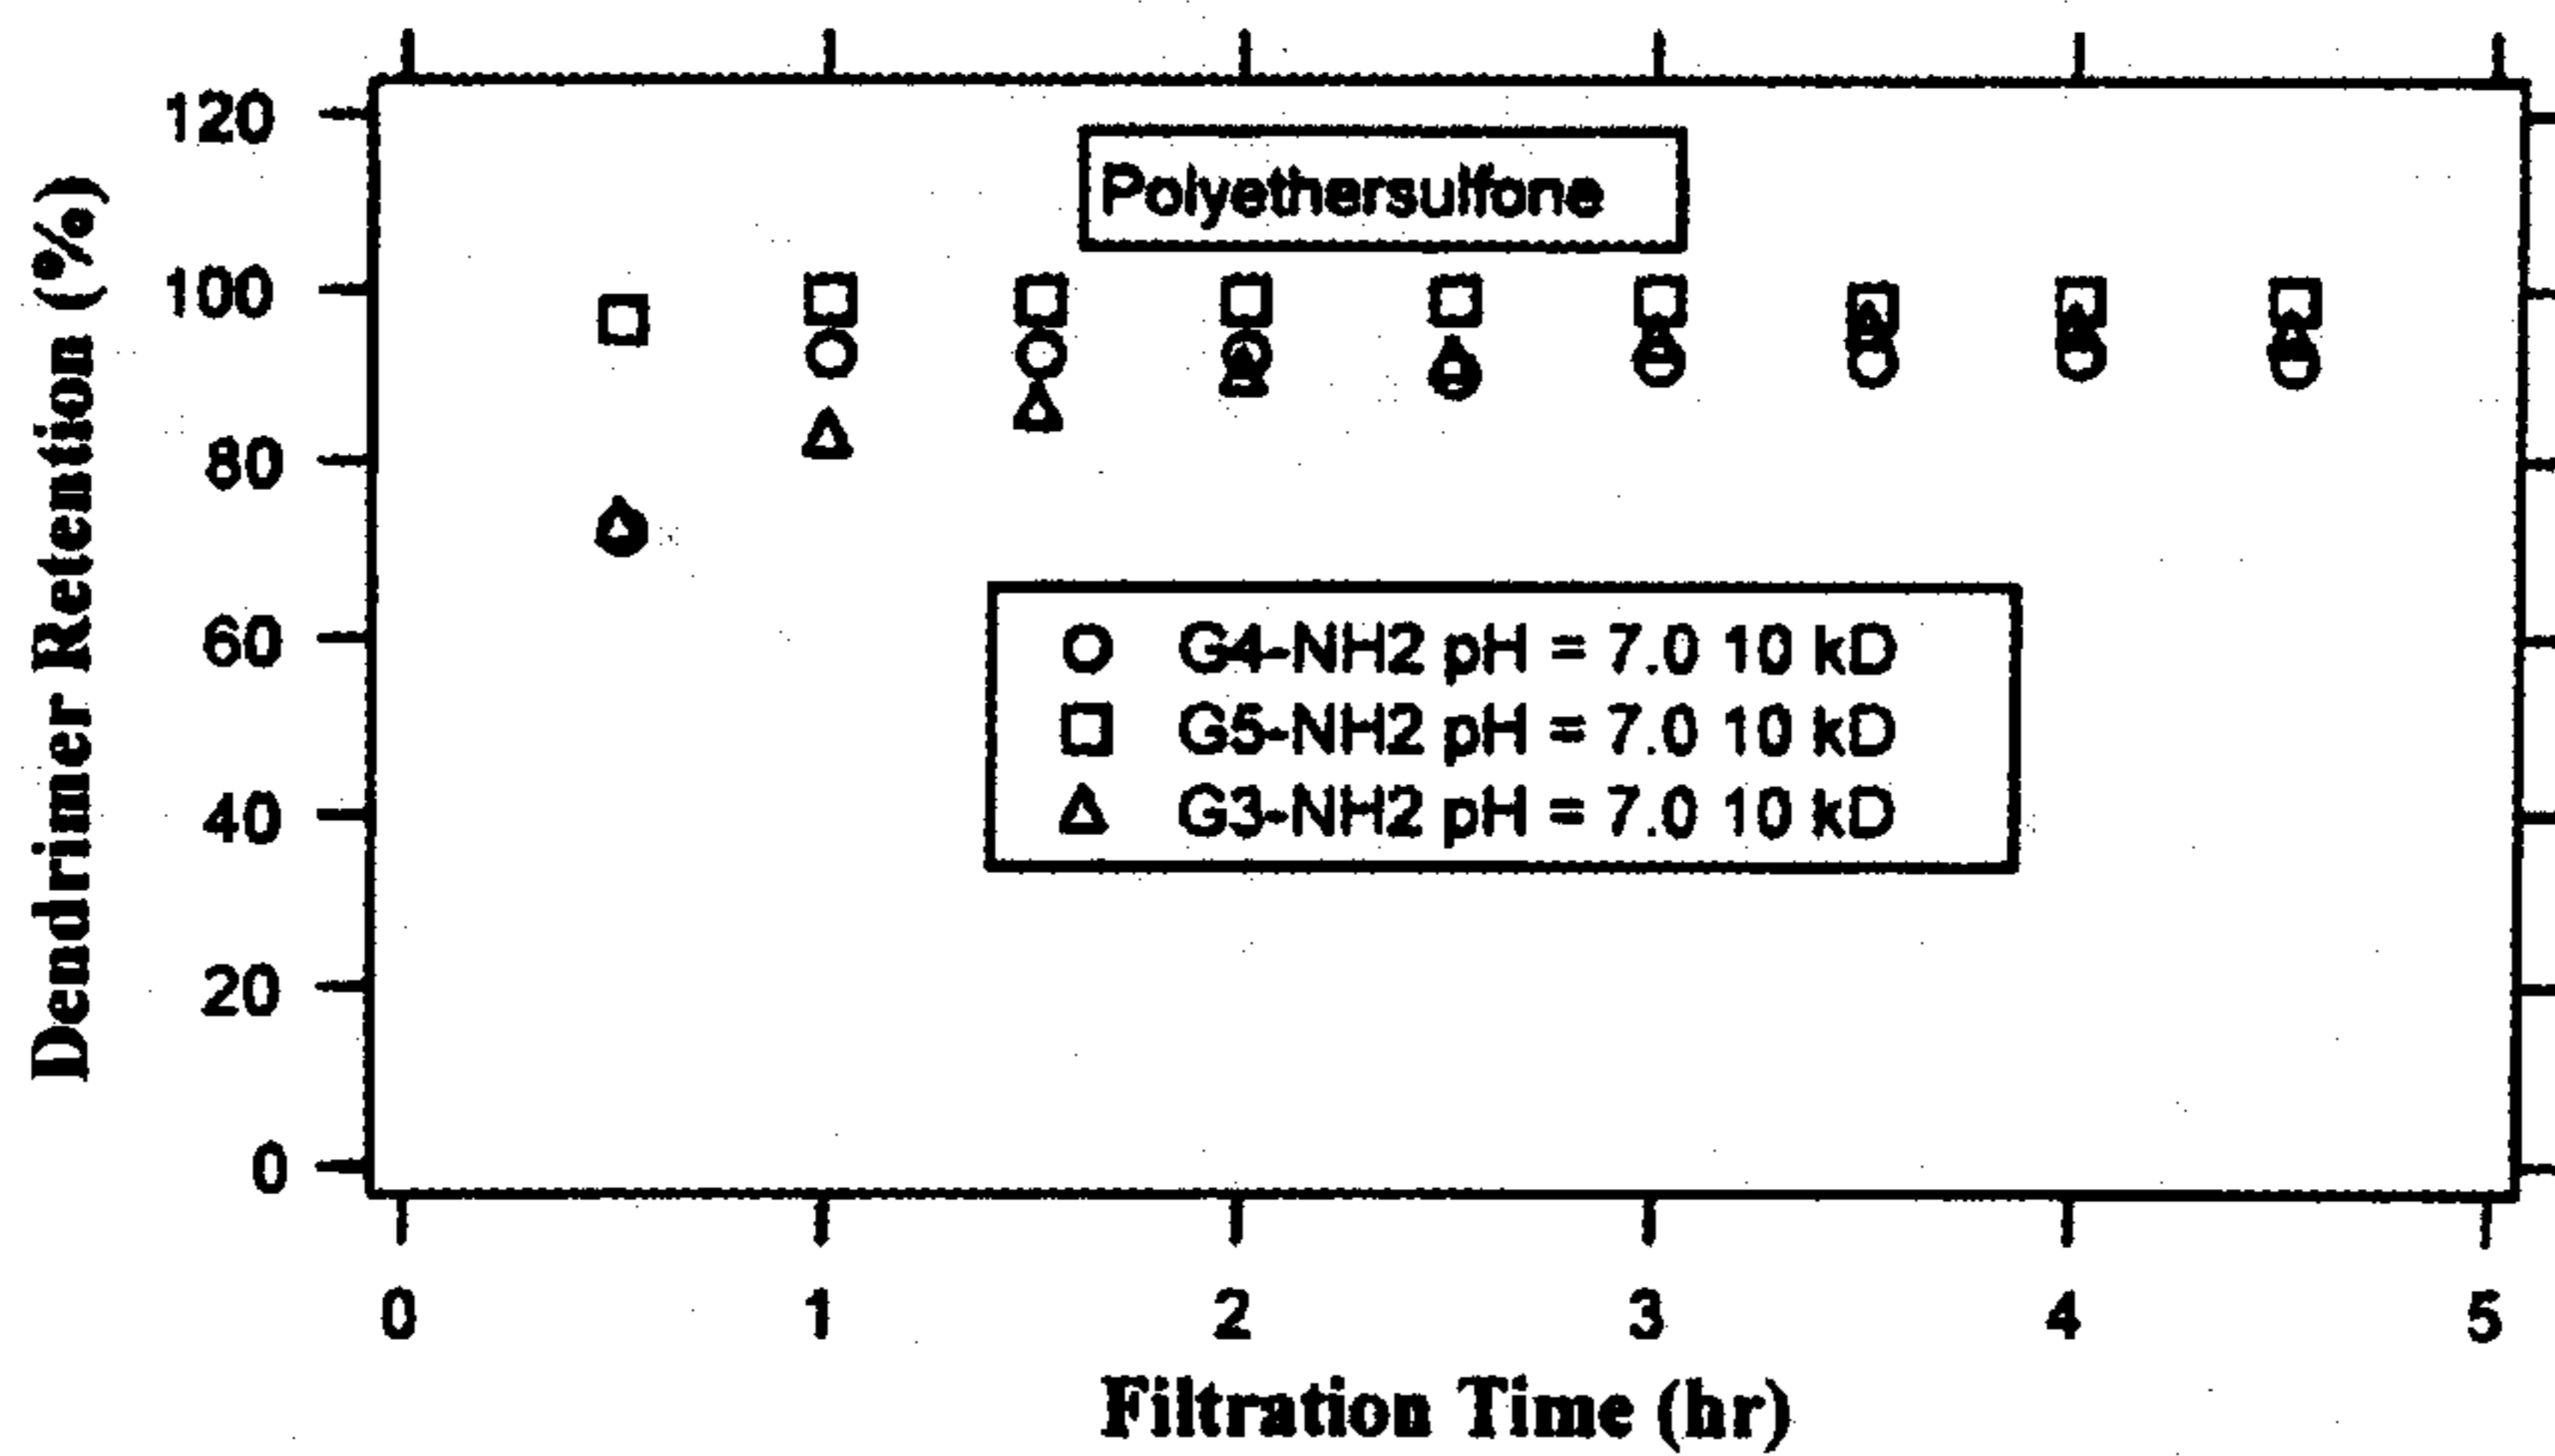 120
100
80
60
40
20
0
Dendrimer Retention (%)
Polyethersulfone
G4-NH2 pH = 7.0 10 kD
G5-NH2 pH = 7.0 10 kD
G3-NH2 pH = 7.0 10 kD
0 1 2 3 4 5
Filtration Time (hr)